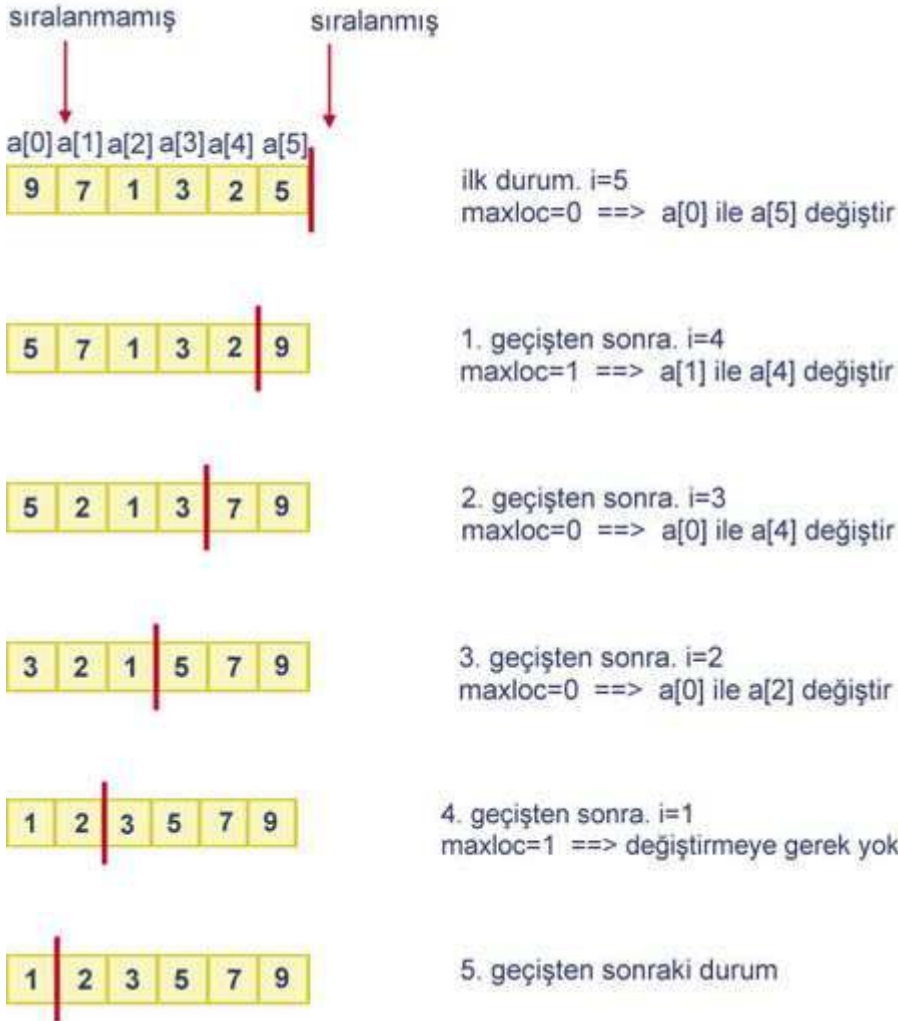 sıralanmamış sıralanmış
a[0] a[1] a[2] a[3] a[4] a[5]
9 7 1 3 2 5
ilk durum. i=5
maxloc=0 ==> a[0] ile a[5] değiştir
5 7 1 3 2 9
1. geçişten sonra. i=4
maxloc=1 ==> a[1] ile a[4] değiştir
5 2 1 3 7 9
2. geçişten sonra. i=3
maxloc=0 ==> a[0] ile a[4] değiştir
3 2 1 5 7 9
3. geçişten sonra. i=2
maxloc=0 ==> a[0] ile a[2] değiştir
1 2 3 5 7 9
4. geçişten sonra. i=1
maxloc=1 ==> değiştirmeye gerek yok
1 2 3 5 7 9
5. geçişten sonraki durum